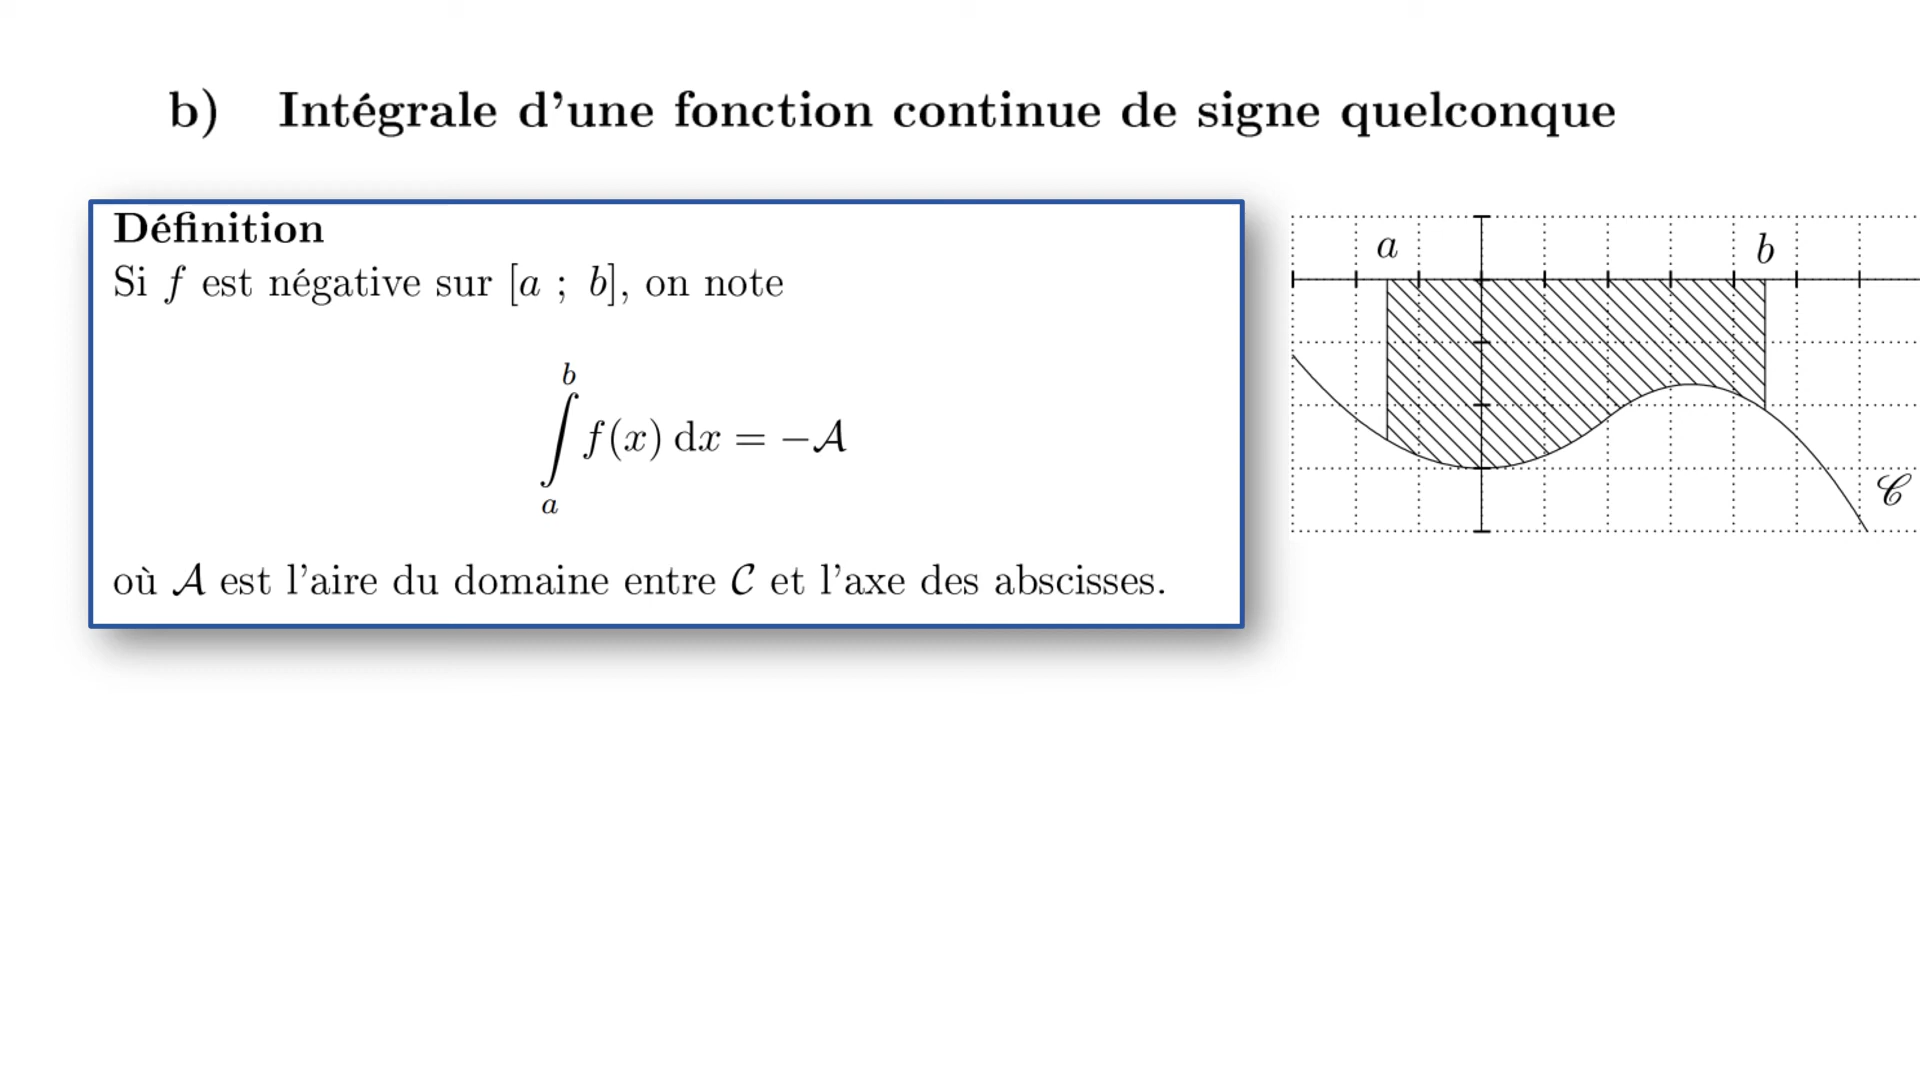 b) Intégrale d'une fonction continue de signe quelconque
Définition
Si f est négative sur [a ; b], on note
∫_a^b f(x) dx = −𝒜
où 𝒜 est l'aire du domaine entre 𝒞 et l'axe des abscisses.
a b
𝒞